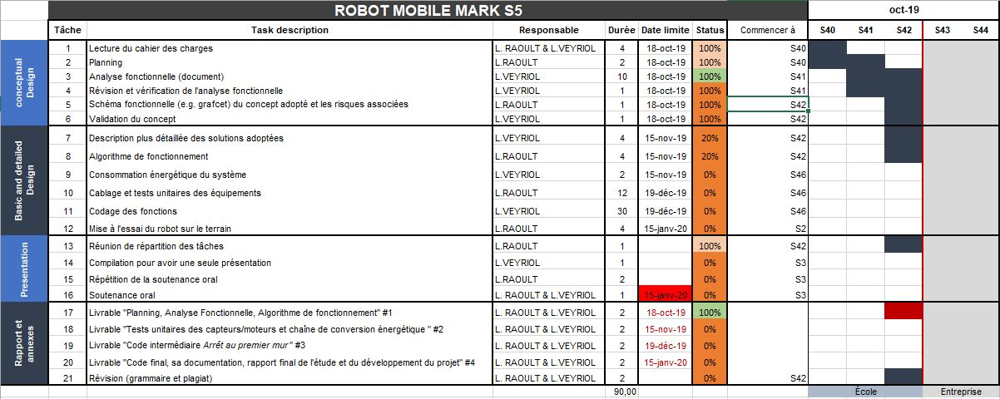 ROBOT MOBILE MARK S5 oct-19
Tâche Task description Responsable Durée Date limite Status Commencer à S40 S41 S42 S43 S44
conceptual Design
1 Lecture du cahier des charges L. RAOULT & L.VEYRIOL 4 18-oct-19 100% S40
2 Planning L.RAOULT 2 18-oct-19 100% S40
3 Analyse fonctionnelle (document) L.VEYRIOL 10 18-oct-19 100% S41
4 Révision et vérification de l'analyse fonctionnelle L.VEYRIOL 1 18-oct-19 100% S41
5 Schéma fonctionnelle (e.g. grafcet) du concept adopté et les risques associées L.RAOULT 1 18-oct-19 100% S42
6 Validation du concept L.VEYRIOL 1 18-oct-19 100% S42
Basic and detailed Design
7 Description plus détaillée des solutions adoptées L.VEYRIOL 4 15-nov-19 20% S42
8 Algorithme de fonctionnement L.RAOULT 4 15-nov-19 20% S42
9 Consommation énergétique du système L.VEYRIOL 2 15-nov-19 0% S46
10 Cablage et tests unitaires des équipements L.RAOULT 12 19-déc-19 0% S46
11 Codage des fonctions L.VEYRIOL 30 19-déc-19 0% S46
12 Mise à l'essai du robot sur le terrain L.RAOULT 4 15-janv-20 0% S2
Presentation
13 Réunion de répartition des tâches L.RAOULT 1 100% S42
14 Compilation pour avoir une seule présentation L.VEYRIOL 1 0% S3
15 Répétition de la soutenance oral L.RAOULT 2 0% S3
16 Soutenance oral L. RAOULT & L.VEYRIOL 1 15-janv-20 0% S3
Rapport et annexes
17 Livrable "Planning, Analyse Fonctionnelle, Algorithme de fonctionnement" #1 L. RAOULT & L.VEYRIOL 2 18-oct-19 100%
18 Livrable "Tests unitaires des capteurs/moteurs et chaîne de conversion énergétique " #2 L. RAOULT & L.VEYRIOL 2 15-nov-19 0%
19 Livrable "Code intermédiaire Arrêt au premier mur " #3 L. RAOULT & L.VEYRIOL 2 19-déc-19 0%
20 Livrable "Code final, sa documentation, rapport final de l'étude et du développement du projet" #4 L. RAOULT & L.VEYRIOL 2 15-janv-20 0%
21 Révision (grammaire et plagiat) L. RAOULT & L.VEYRIOL 2 0% S42
90,00 École Entreprise